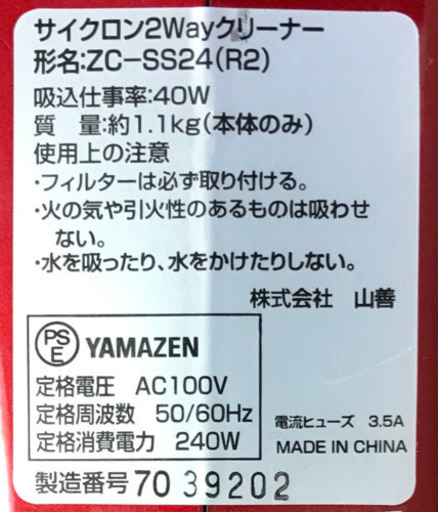 サイクロン2Wayクリーナー
形名:ZC-SS24(R2)
吸込仕事率:40W
質　量:約1.1kg(本体のみ)
使用上の注意
・フィルターは必ず取り付ける。
・火の気や引火性のあるものは吸わせ
ない。
・水を吸ったり、水をかけたりしない。
株式会社　山善
PS
E YAMAZEN
定格電圧　AC100V
定格周波数　50/60Hz
定格消費電力　240W
電流ヒューズ　3.5A
MADE IN CHINA
製造番号 70 39202